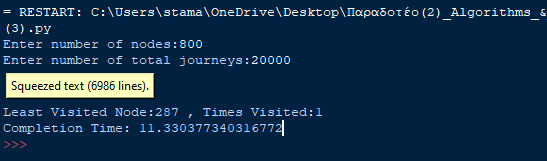 = RESTART: C:\Users\stama\OneDrive\Desktop\Παραδοτέο(2)_Algorithms_&
(3).py
Enter number of nodes:800
Enter number of total journeys:20000
Squeezed text (6986 lines).
Least Visited Node:287 , Times Visited:1
Completion Time: 11.330377340316772
>>>